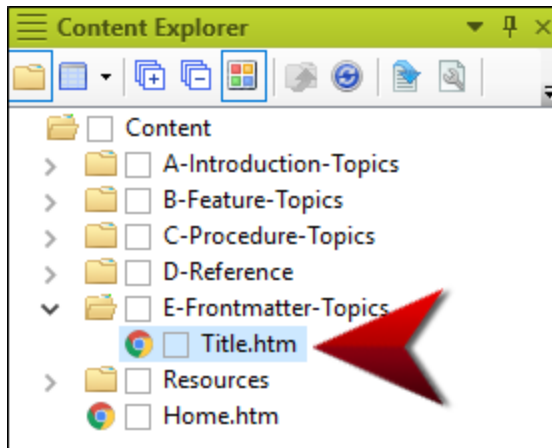 Content Explorer
Content
A-Introduction-Topics
B-Feature-Topics
C-Procedure-Topics
D-Reference
E-Frontmatter-Topics
Title.htm
Resources
Home.htm